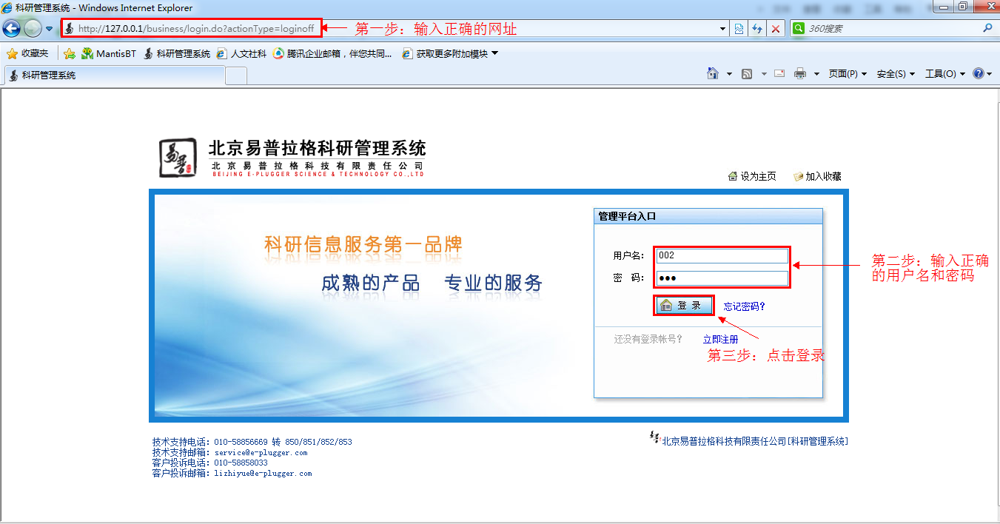 科研管理系统 - Windows Internet Explorer
http://127.0.0.1/business/login.do?actionType=loginoff
第一步：输入正确的网址
360搜索
收藏夹 MantisBT 科研管理系统 人文社科 腾讯企业邮箱，伴您共同... 获取更多附加模块
科研管理系统
页面(P) 安全(S) 工具(O)
易普
北京易普拉格科研管理系统
北京易普拉格科技有限责任公司
BEIJING E-PLUGGER SCIENCE & TECHNOLOGY CO.,LTD
设为主页 加入收藏
科研信息服务第一品牌
成熟的产品 专业的服务
管理平台入口
用户名： 002
密 码： ●●●
第二步：输入正确
的用户名和密码
登 录 忘记密码?
还没有登录帐号? 立即注册
第三步：点击登录
技术支持电话：010-58856669 转 850/851/852/853
技术支持邮箱：service@e-plugger.com
客户投诉电话：010-58858033
客户投诉邮箱：lizhiyue@e-plugger.com
北京易普拉格科技有限责任公司[科研管理系统]